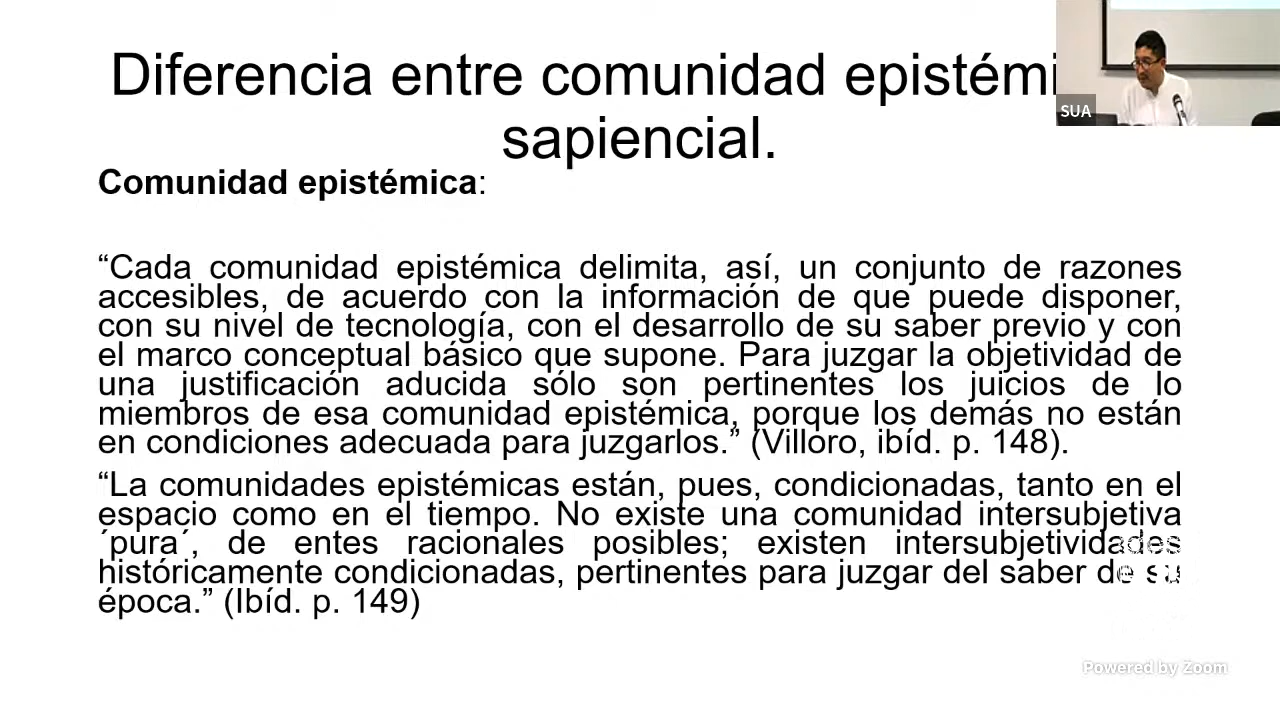 Diferencia entre comunidad epistémi
sapiencial.
SUA
Comunidad epistémica:
“Cada comunidad epistémica delimita, así, un conjunto de razones
accesibles, de acuerdo con la información de que puede disponer,
con su nivel de tecnología, con el desarrollo de su saber previo y con
el marco conceptual básico que supone. Para juzgar la objetividad de
una justificación aducida sólo son pertinentes los juicios de lo
miembros de esa comunidad epistémica, porque los demás no están
en condiciones adecuada para juzgarlos.” (Villoro, ibíd. p. 148).
“La comunidades epistémicas están, pues, condicionadas, tanto en el
espacio como en el tiempo. No existe una comunidad intersubjetiva
´pura´, de entes racionales posibles; existen intersubjetividades
históricamente condicionadas, pertinentes para juzgar del saber de su
época.” (Ibíd. p. 149)
Powered by Zoom